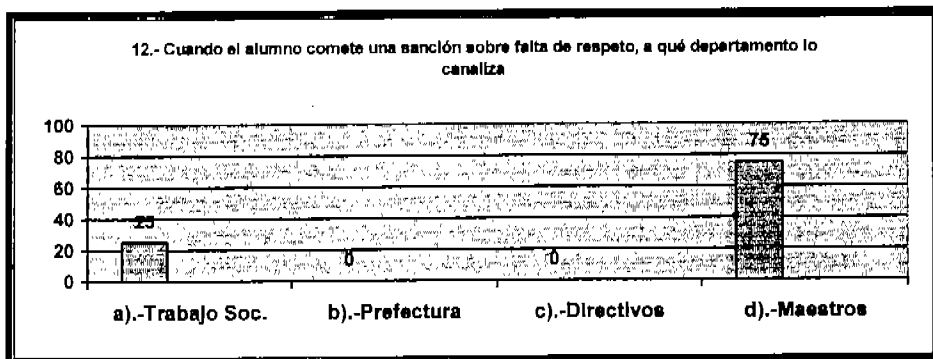 12.- Cuando el alumno comete una sanción sobre falta de respeto, a qué departamento lo
canaliza
100
80
60
40
20
0
25
0
0
75
a).-Trabajo Soc.
b).-Prefectura
c).-Directivos
d).-Maestros